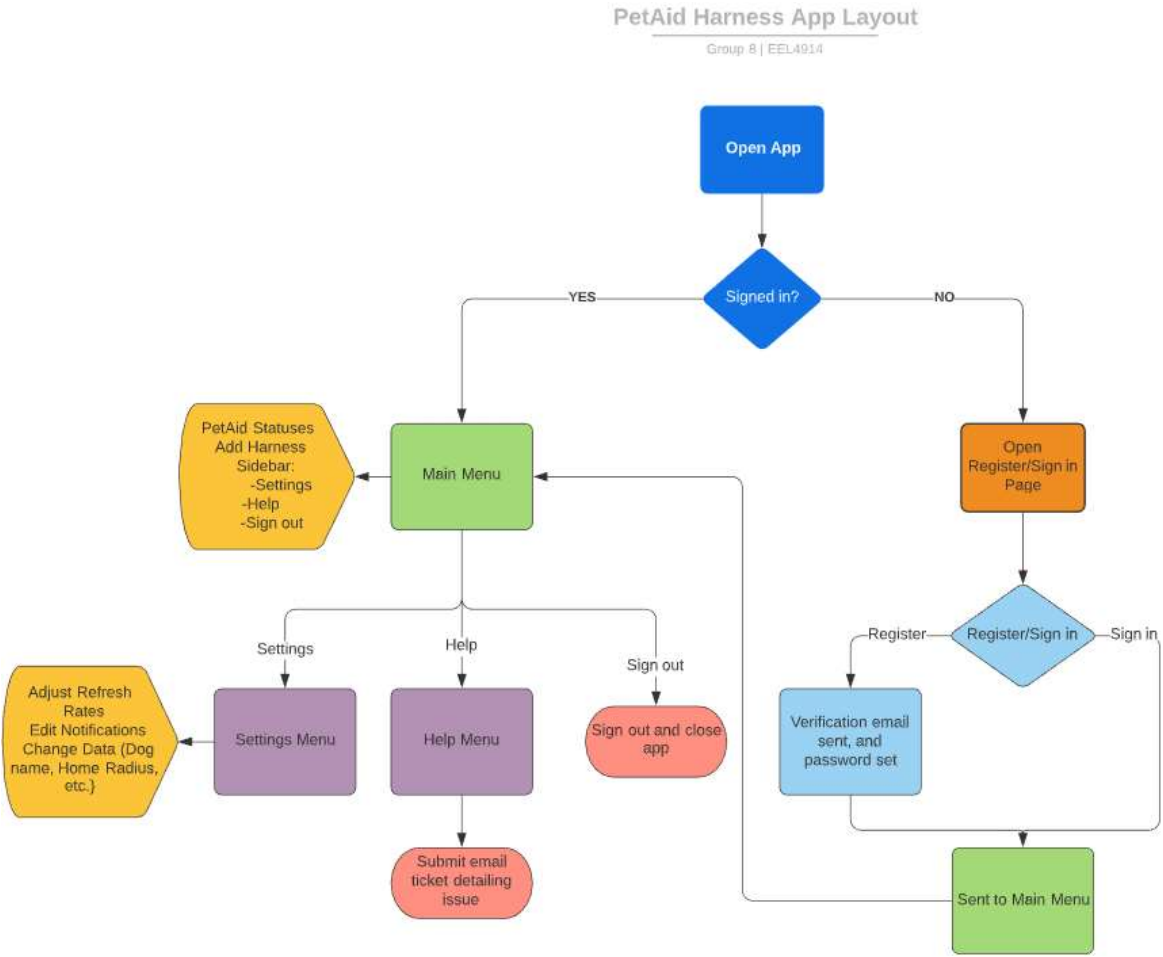 PetAid Harness App Layout
Group 8 | EEL4914
Open App
Signed in?
YES
NO
PetAid Statuses
Add Harness
Sidebar:
-Settings
-Help
-Sign out
Main Menu
Open
Register/Sign in
Page
Register
Register/Sign in
Sign in
Settings
Help
Sign out
Adjust Refresh
Rates
Edit Notifications
Change Data (Dog
name, Home Radius,
etc.}
Settings Menu
Help Menu
Sign out and close
app
Verification email
sent, and
password set
Submit email
ticket detailing
issue
Sent to Main Menu